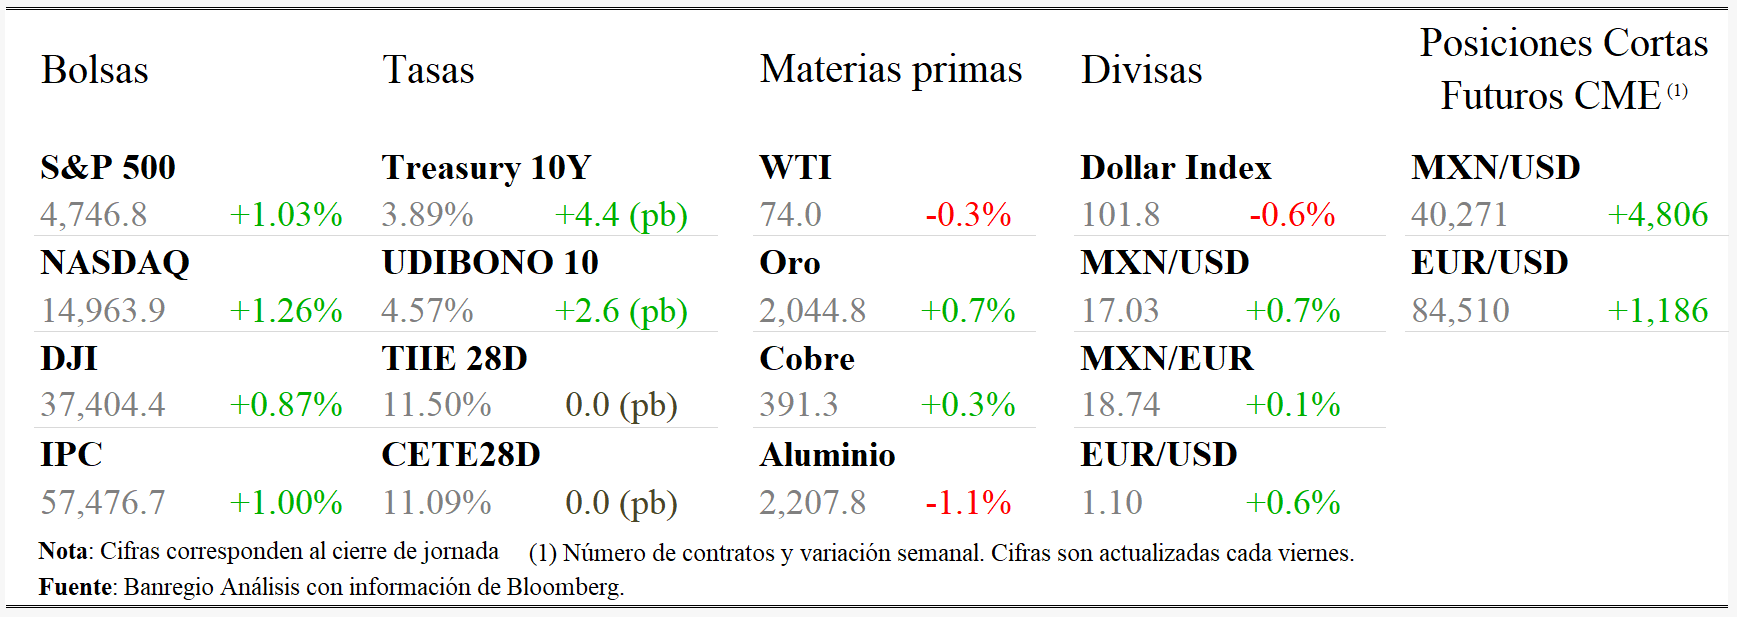 Bolsas Tasas Materias primas Divisas Posiciones Cortas
Futuros CME (1)
S&P 500 Treasury 10Y WTI Dollar Index MXN/USD
4,746.8 +1.03% 3.89% +4.4 (pb) 74.0 -0.3% 101.8 -0.6% 40,271 +4,806
NASDAQ UDIBONO 10 Oro MXN/USD EUR/USD
14,963.9 +1.26% 4.57% +2.6 (pb) 2,044.8 +0.7% 17.03 +0.7% 84,510 +1,186
DJI TIIE 28D Cobre MXN/EUR
37,404.4 +0.87% 11.50% 0.0 (pb) 391.3 +0.3% 18.74 +0.1%
IPC CETE28D Aluminio EUR/USD
57,476.7 +1.00% 11.09% 0.0 (pb) 2,207.8 -1.1% 1.10 +0.6%
Nota: Cifras corresponden al cierre de jornada (1) Número de contratos y variación semanal. Cifras son actualizadas cada viernes.
Fuente: Banregio Análisis con información de Bloomberg.